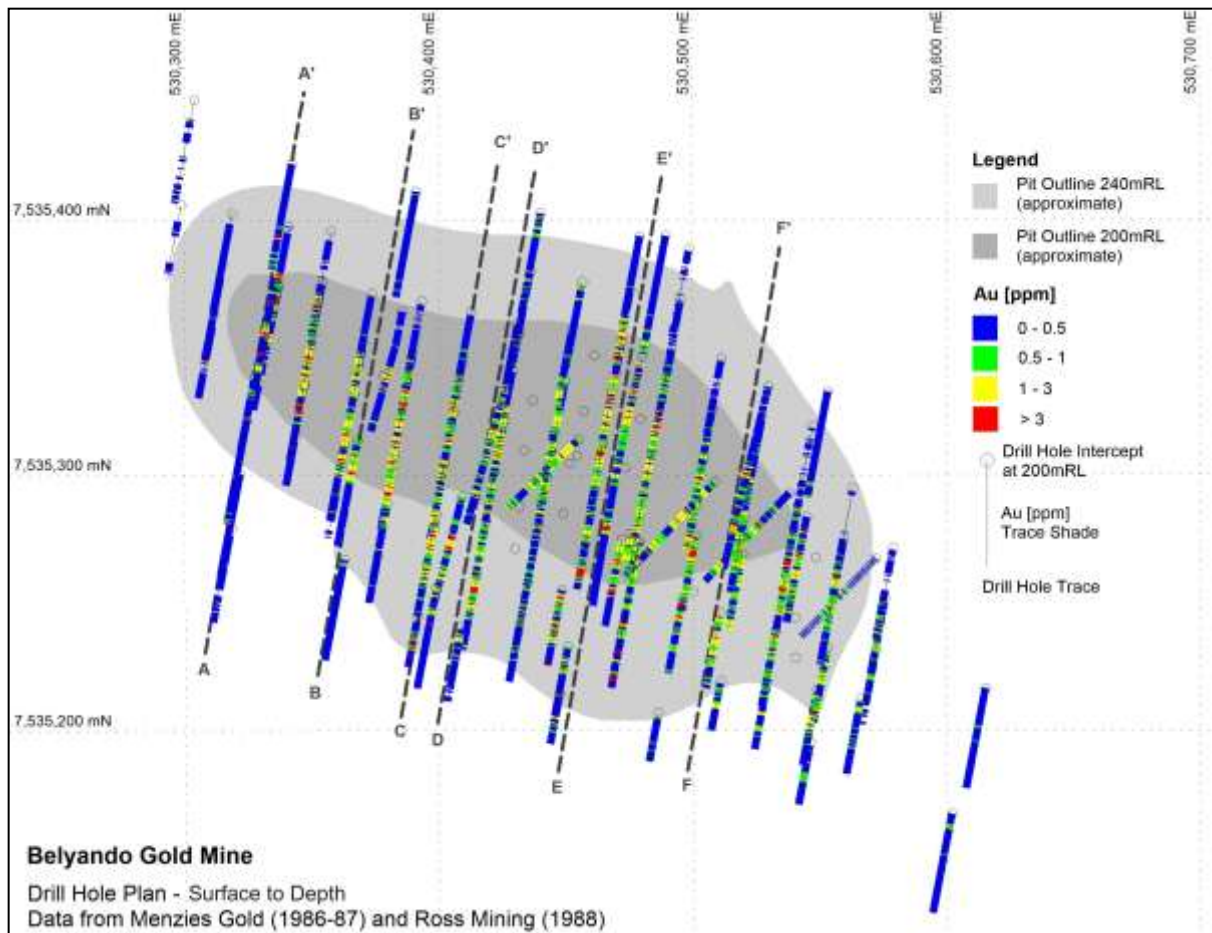 530,300 mE
530,400 mE
530,500 mE
530,600 mE
530,700 mE
A'
B'
C'
D'
E'
F'
7,535,400 mN
7,535,300 mN
7,535,200 mN
Legend
Pit Outline 240mRL
(approximate)
Pit Outline 200mRL
(approximate)
Au [ppm]
0 - 0.5
0.5 - 1
1 - 3
> 3
Drill Hole Intercept
at 200mRL
Au [ppm]
Trace Shade
Drill Hole Trace
A
B
C
D
E
F
Belyando Gold Mine
Drill Hole Plan - Surface to Depth
Data from Menzies Gold (1986-87) and Ross Mining (1988)